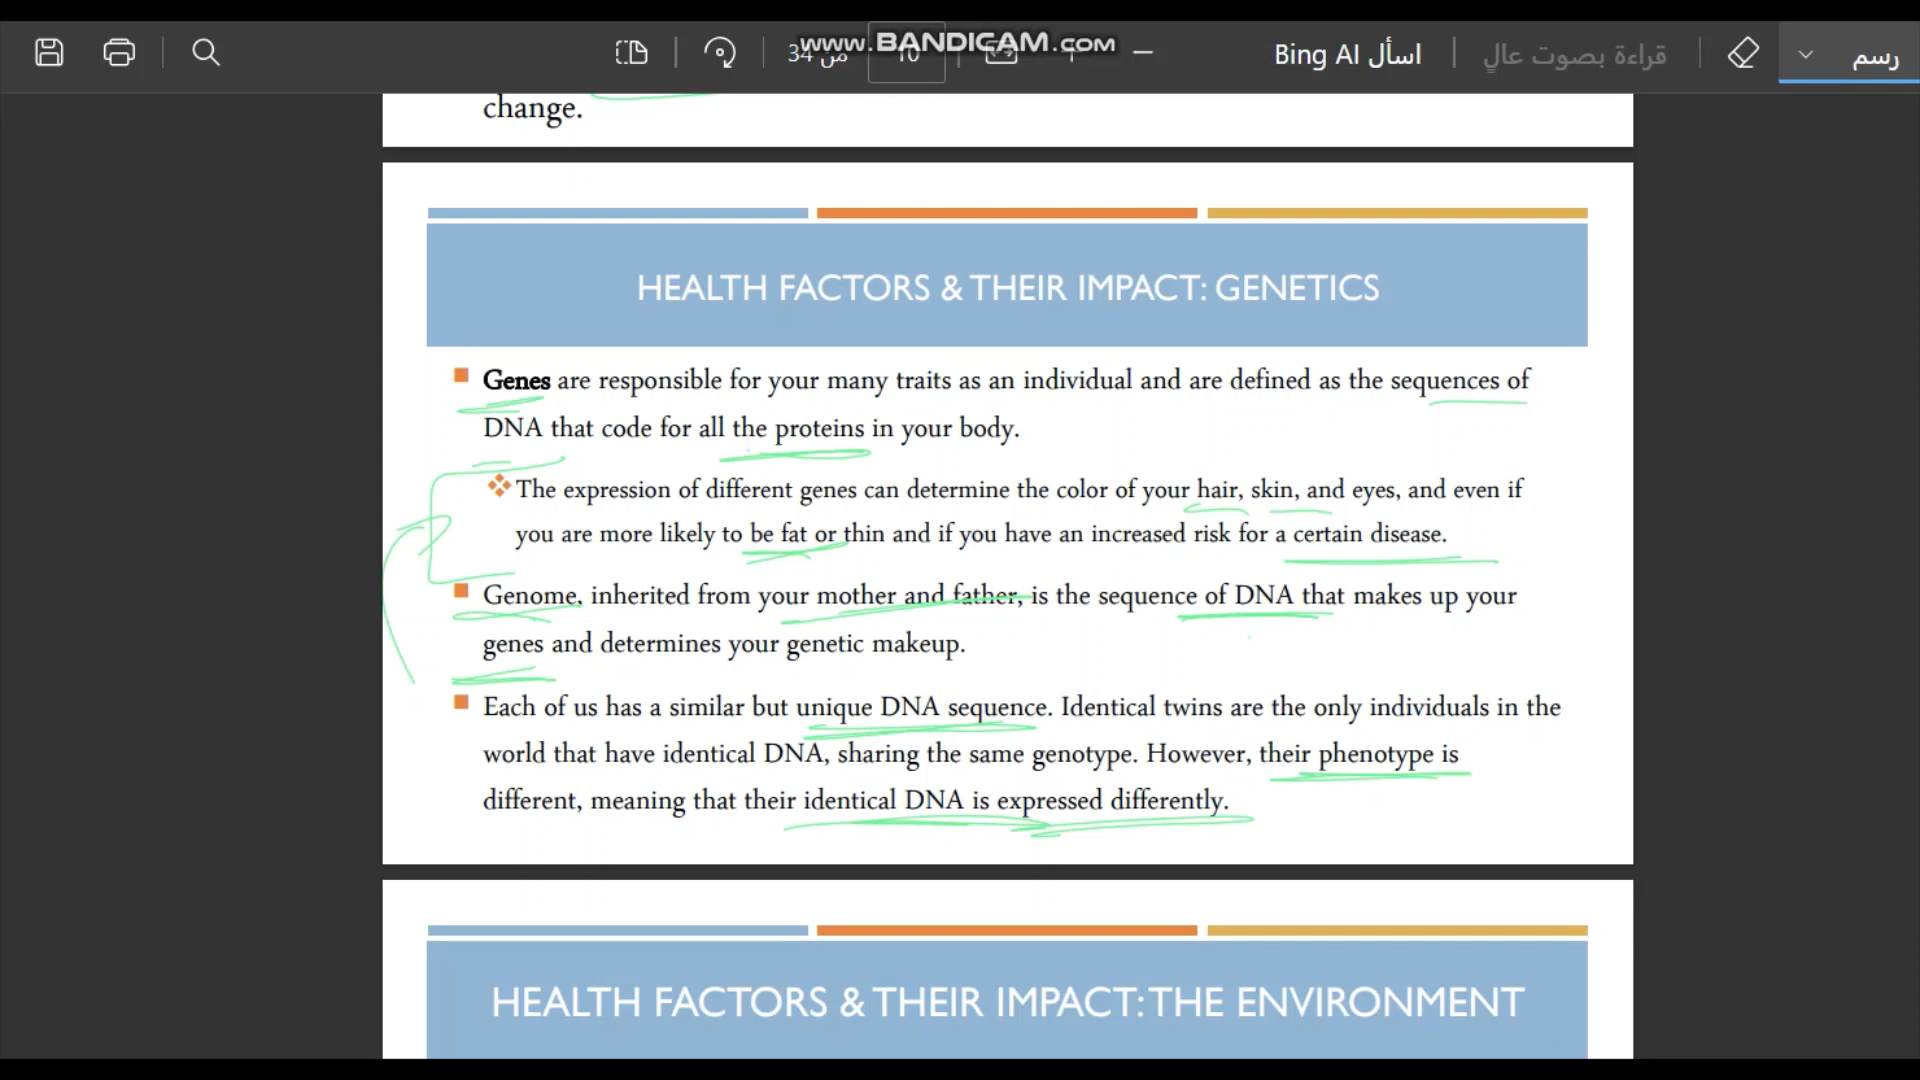 www.BANDICAM.com
34 من
10
اسأل Bing AI
قراءة بصوت عالٍ
رسم
change.
HEALTH FACTORS & THEIR IMPACT: GENETICS
Genes are responsible for your many traits as an individual and are defined as the sequences of
DNA that code for all the proteins in your body.
The expression of different genes can determine the color of your hair, skin, and eyes, and even if
you are more likely to be fat or thin and if you have an increased risk for a certain disease.
Genome, inherited from your mother and father, is the sequence of DNA that makes up your
genes and determines your genetic makeup.
Each of us has a similar but unique DNA sequence. Identical twins are the only individuals in the
world that have identical DNA, sharing the same genotype. However, their phenotype is
different, meaning that their identical DNA is expressed differently.
HEALTH FACTORS & THEIR IMPACT: THE ENVIRONMENT